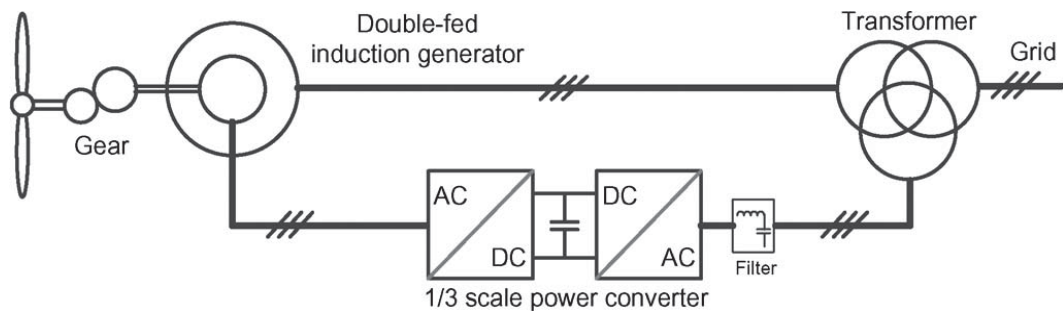 Double-fed
induction generator
Transformer
Grid
Gear
AC
DC
DC
AC
Filter
1/3 scale power converter